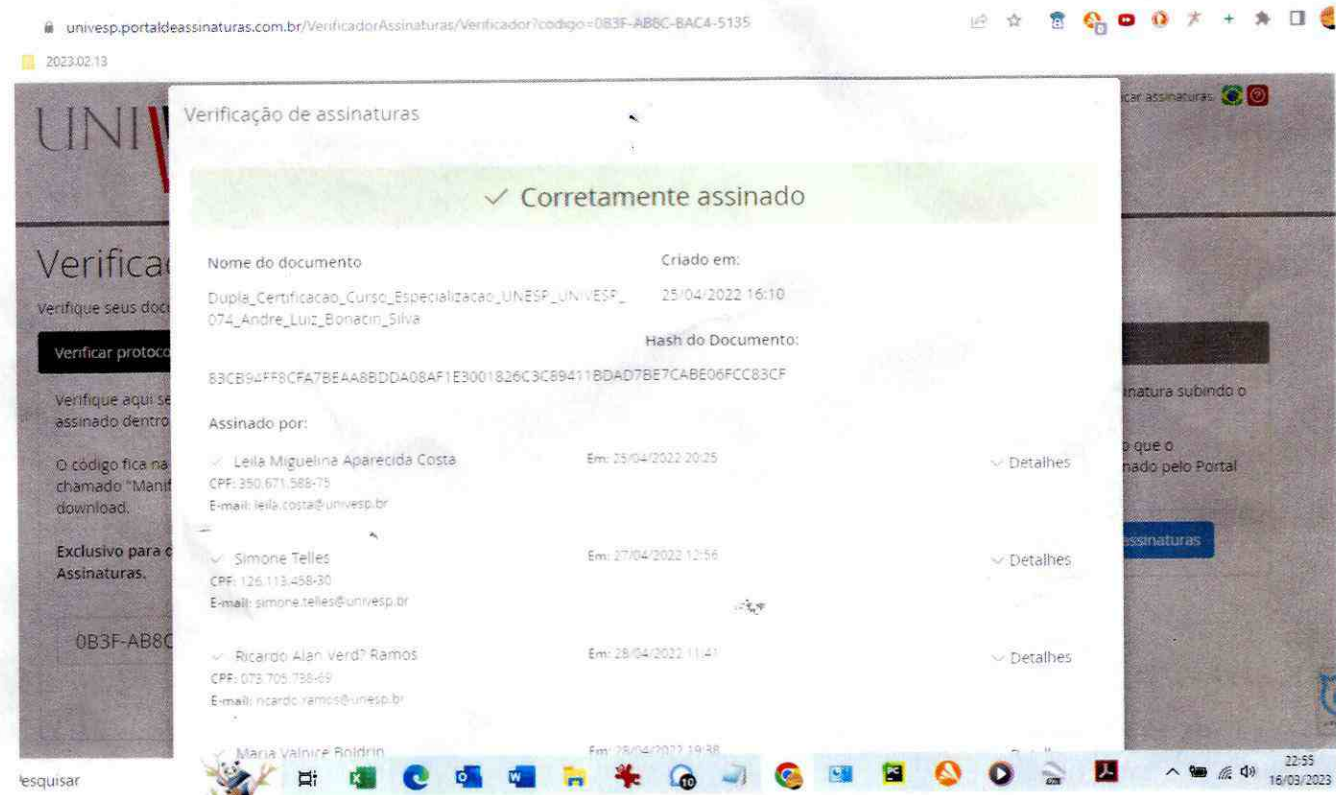 univesp.portaldeassinaturas.com.br/VerificadorAssinaturas/Verificador?codigo=0B3F-AB8C-BAC4-5135
2023.02.13
UNIV
icar assinaturas
Verificação de assinaturas
Corretamente assinado
Verifica
Verifique seus doc
Verificar protoco
Verifique aqui se
assinado dentro
O código fica na
chamado "Manif
download.
Exclusivo para
Assinaturas.
0B3F-AB8C
Nome do documento
Dupla_Certificacao_Curso_Especializacao_UNESP_UNIVESP_
074_Andre_Luiz_Bonacin_Silva
Criado em:
25/04/2022 16:10
Hash do Documento:
83CB94FF8CFA7BEAA8BDDA08AF1E3001826C3C89411BDAD7BE7CABE06FCC83CF
Assinado por:
Leila Miguelina Aparecida Costa
Em: 25/04/2022 20:25
Detalhes
CPF: 350.671.588-75
E-mail: leila.costa@univesp.br
Simone Telles
Em: 27/04/2022 12:56
Detalhes
CPF: 126.113.458-30
E-mail: simone.telles@univesp.br
Ricardo Alan Verd? Ramos
Em: 28/04/2022 11:41
Detalhes
CPF: 073.705.738-69
E-mail: ricardo.ramos@unesp.br
Maria Valnice Boldrin
Em: 28/04/2022 19:38
Detalhes
inatura subindo o
o que o
nado pelo Portal
assinaturas
esquisar
10
22:55
16/03/2023